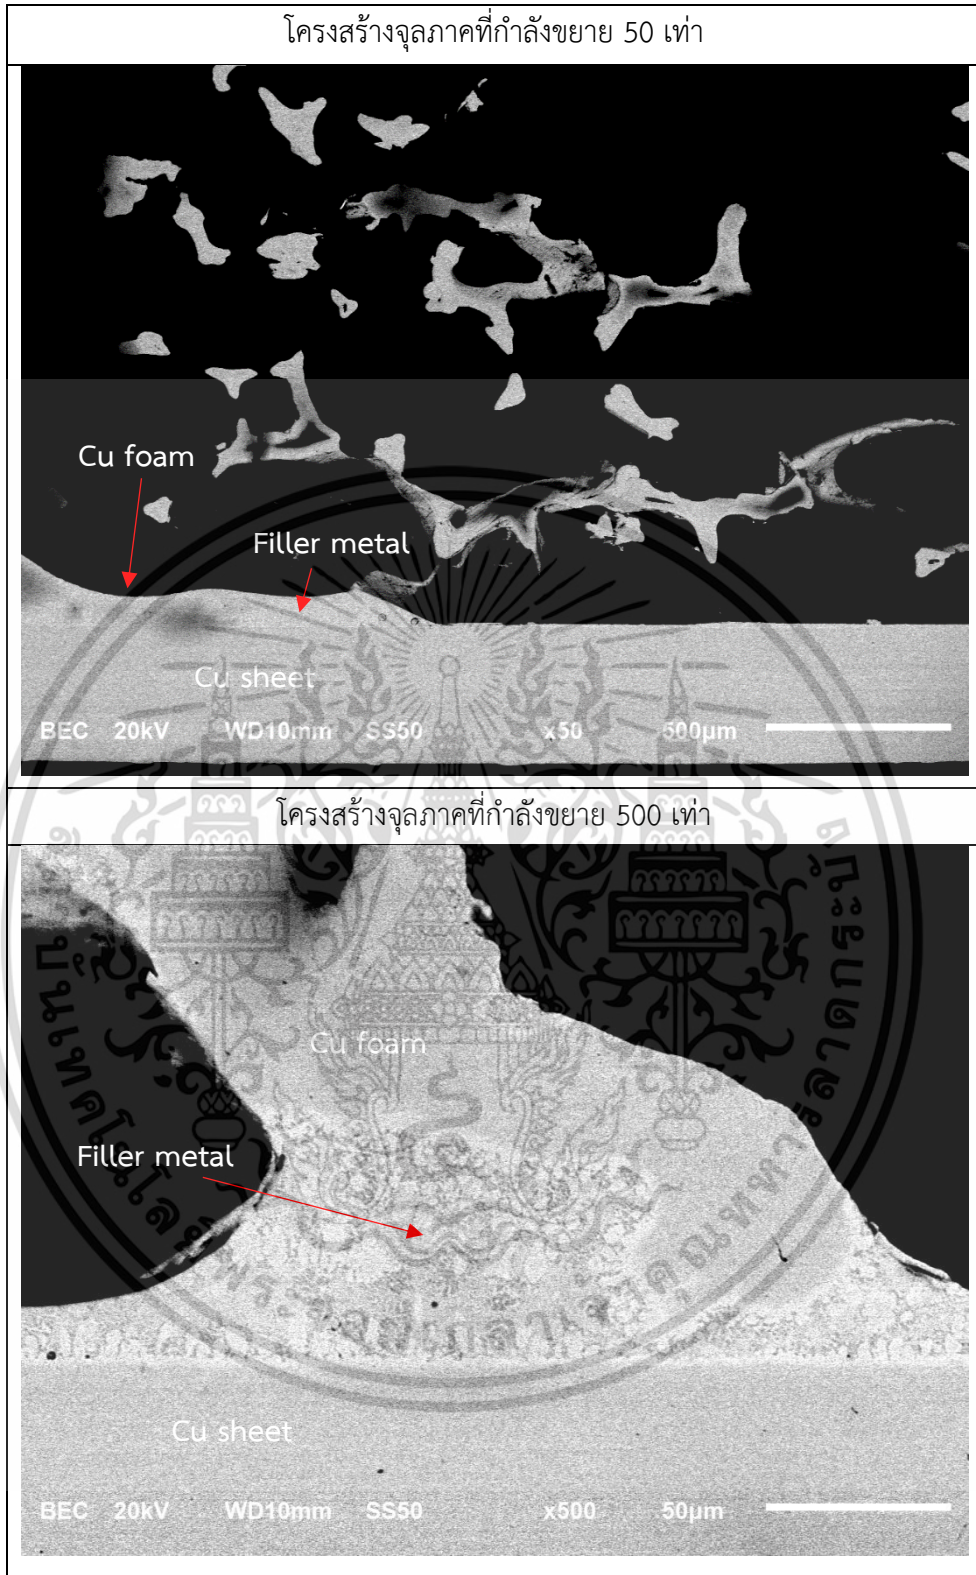 โครงสร้างจุลภาคที่กำลังขยาย 50 เท่า
Cu foam
Filler metal
Cu sheet
BEC 20kV WD10mm SS50 x50 500µm
โครงสร้างจุลภาคที่กำลังขยาย 500 เท่า
Cu foam
Filler metal
Cu sheet
BEC 20kV WD10mm SS50 x500 50µm